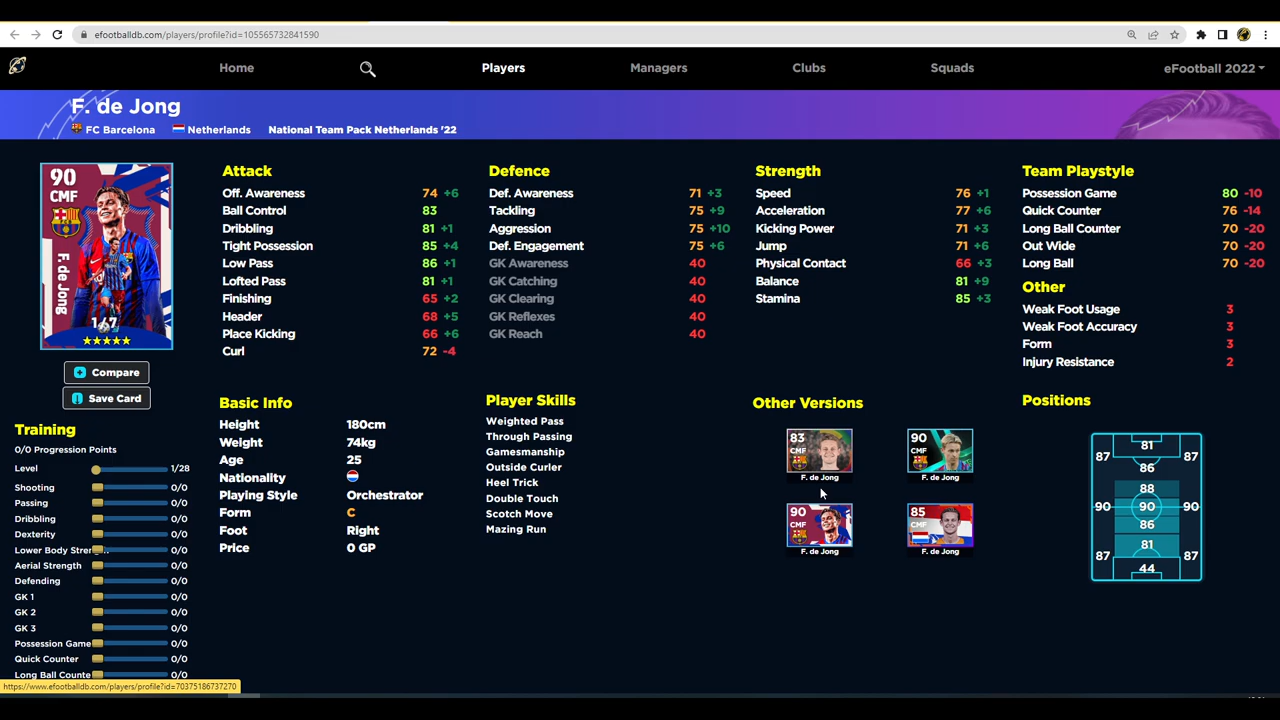 efootballdb.com/players/profile?id=105565732841590
Home
Players
Managers
Clubs
Squads
eFootball 2022
F. de Jong
FC Barcelona
Netherlands
National Team Pack Netherlands '22
90
CMF
F. de Jong
147
★★★★★
Compare
Save Card
Attack
Off. Awareness 74 +6
Ball Control 83
Dribbling 81 +1
Tight Possession 85 +4
Low Pass 86 +1
Lofted Pass 81 +1
Finishing 65 +2
Header 68 +5
Place Kicking 66 +6
Curl 72 -4
Defence
Def. Awareness 71 +3
Tackling 75 +9
Aggression 75 +10
Def. Engagement 75 +6
GK Awareness 40
GK Catching 40
GK Clearing 40
GK Reflexes 40
GK Reach 40
Strength
Speed 76 +1
Acceleration 77 +6
Kicking Power 71 +3
Jump 71 +6
Physical Contact 66 +3
Balance 81 +9
Stamina 85 +3
Team Playstyle
Possession Game 80 -10
Quick Counter 76 -14
Long Ball Counter 70 -20
Out Wide 70 -20
Long Ball 70 -20
Other
Weak Foot Usage 3
Weak Foot Accuracy 3
Form 3
Injury Resistance 2
Training
0/0 Progression Points
Level 1/28
Shooting 0/0
Passing 0/0
Dribbling 0/0
Dexterity 0/0
Lower Body Stren... 0/0
Aerial Strength 0/0
Defending 0/0
GK 1 0/0
GK 2 0/0
GK 3 0/0
Possession Game 0/0
Quick Counter 0/0
Long Ball Counte 0/0
Basic Info
Height 180cm
Weight 74kg
Age 25
Nationality
Playing Style Orchestrator
Form C
Foot Right
Price 0 GP
Player Skills
Weighted Pass
Through Passing
Gamesmanship
Outside Curler
Heel Trick
Double Touch
Scotch Move
Mazing Run
Other Versions
83
CMF
F. de Jong
90
CMF
F. de Jong
90
CMF
F. de Jong
85
CMF
F. de Jong
Positions
81
87 87
86
88
90 90 90
86
81
87 87
44
https://www.efootballdb.com/players/profile?id=70375186737270